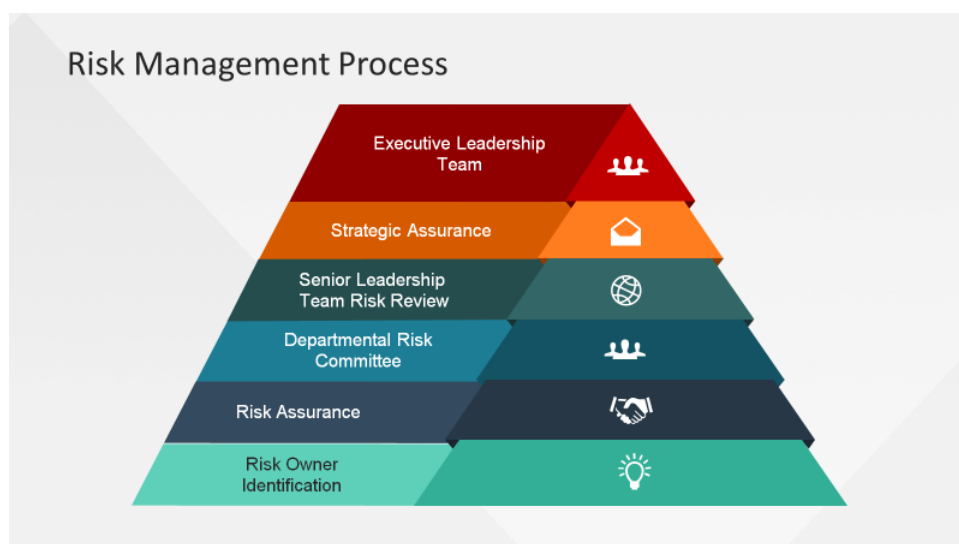 Risk Management Process
Executive Leadership
Team
Strategic Assurance
Senior Leadership
Team Risk Review
Departmental Risk
Committee
Risk Assurance
Risk Owner
Identification